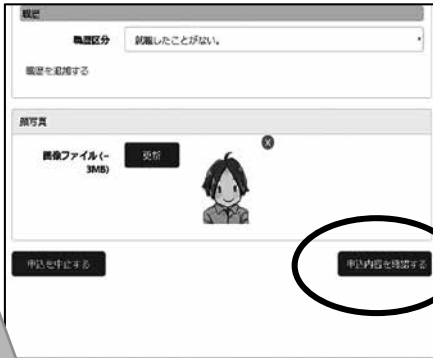 職歴
職歴区分 就職したことがない。
職歴を追加する
顔写真
画像ファイル(~ 更新
3MB)
申込を中止する 申込内容を確認する